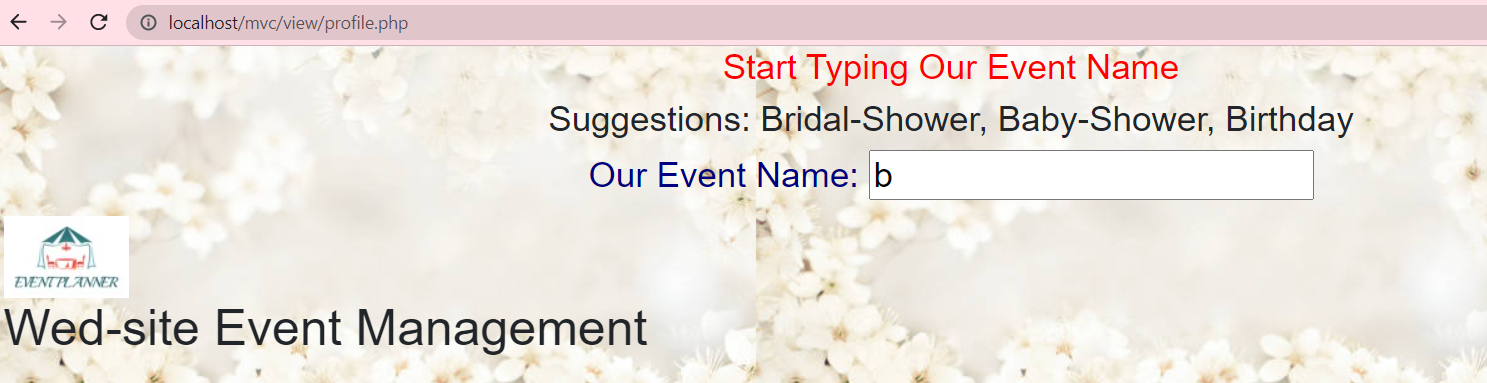 localhost/mvc/view/profile.php
Start Typing Our Event Name
Suggestions: Bridal-Shower, Baby-Shower, Birthday
Our Event Name: b
EVENTPLANNER
Wed-site Event Management